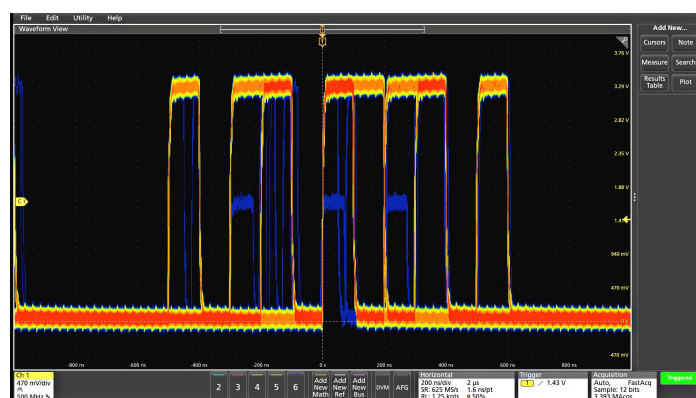 File Edit Utility Help
Waveform View
Add New...
Cursors Note
Measure Search
Results Table Plot
3.76 V
3.29 V
2.82 V
2.35 V
1.88 V
1.41 V
940 mV
470 mV
0 V
-470 mV
C1
-800 ns -400 ns -200 ns 0 s 200 ns 400 ns 600 ns 800 ns
Ch 1
470 mV/div
500 MHz
2 3 4 5 6
Add New Math
Add New Ref
Add New Bus
DVM AFG
Horizontal
200 ns/div 2 µs
SR: 625 MS/s 1.6 ns/pt
RL: 1.25 kpts 50%
Trigger
1 1.43 V
Acquisition
Auto, FastAcq
Sample: 12 bits
3.393 MAcqs
Triggered